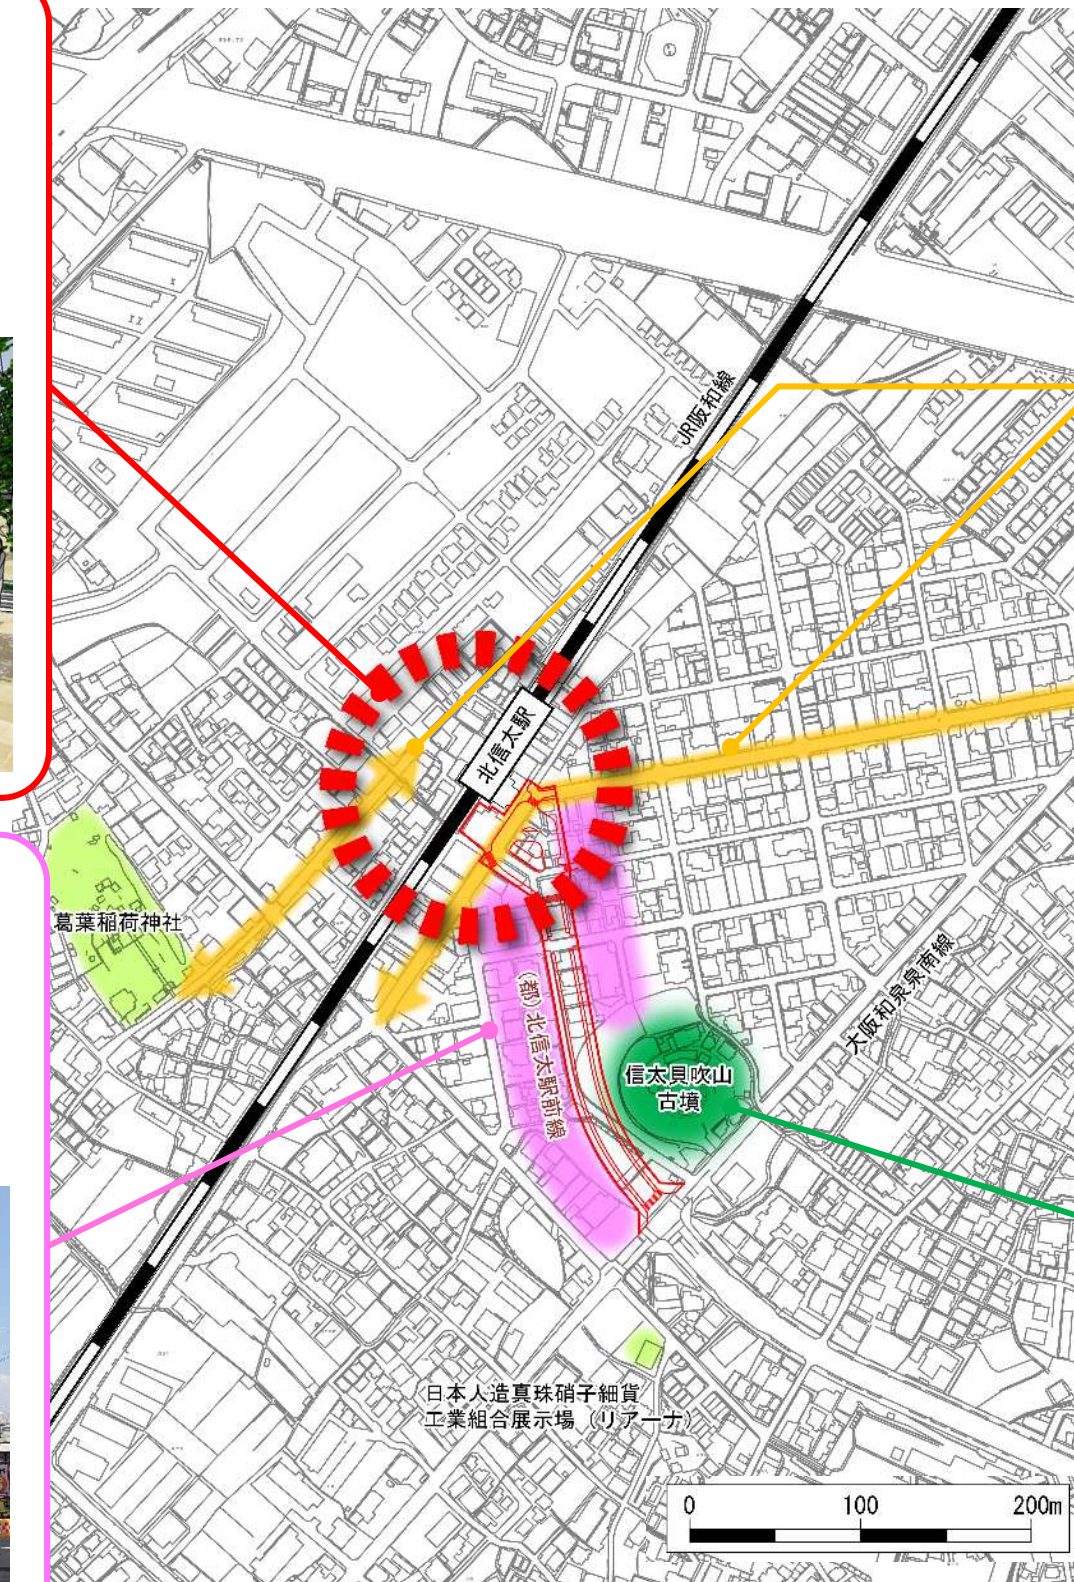 JR阪和線
北信太駅
葛葉稲荷神社
大阪和泉泉南線
(都)北信太駅前線
信太貝吹山
古墳
日本人造真珠硝子細貨
工業組合展示場（リアーナ）
0 100 200m